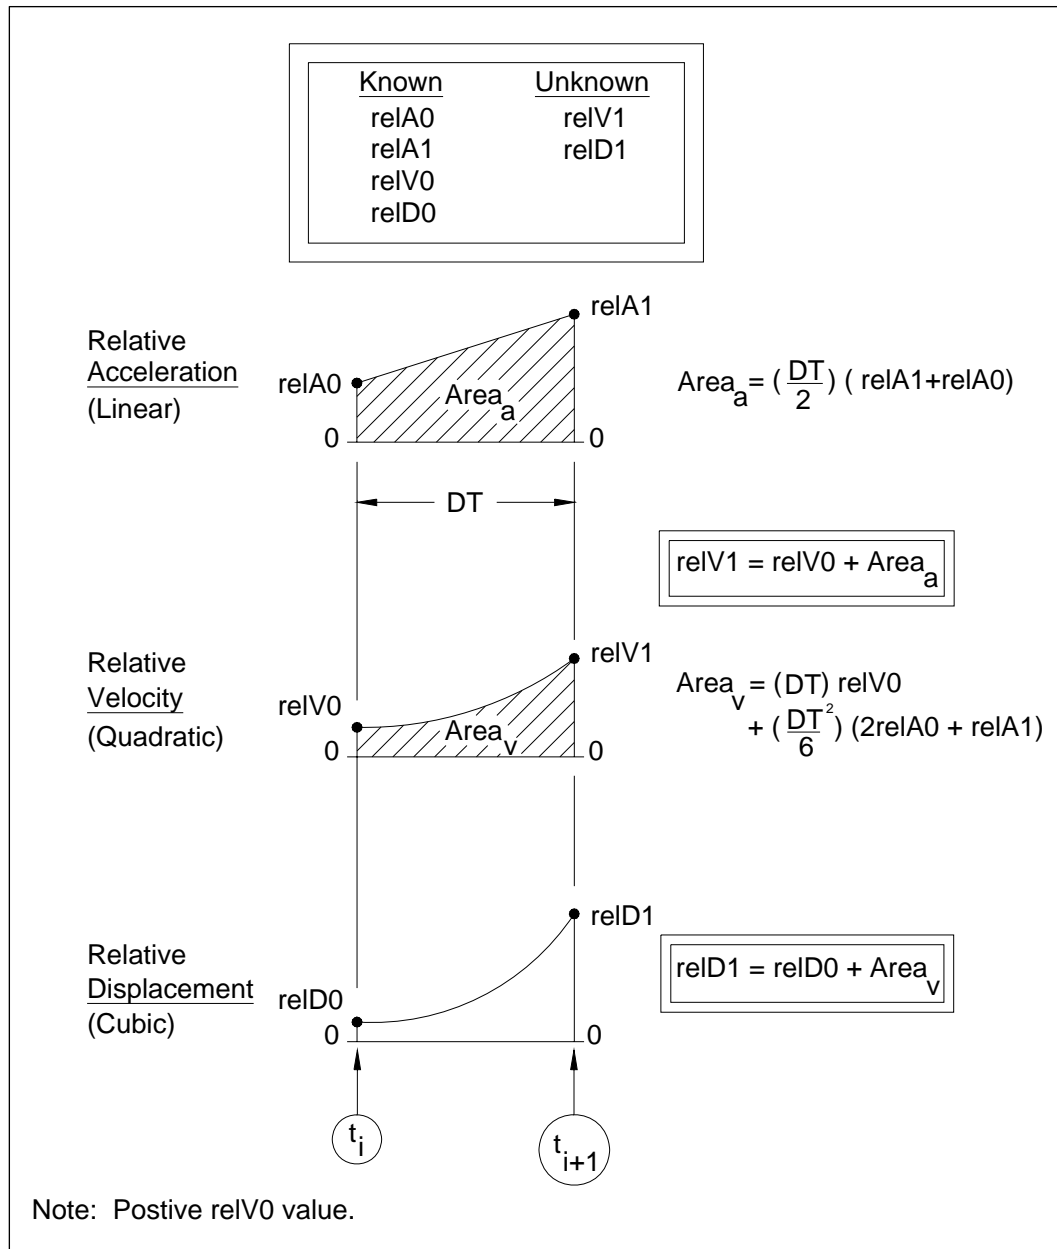 Known Unknown
relA0 relV1
relA1 relD1
relV0
relD0
Relative
Acceleration
(Linear)
relA0
relA1
Area_a
0 0
Area_a = (DT/2) ( relA1+relA0)
DT
relV1 = relV0 + Area_a
Relative
Velocity
(Quadratic)
relV0
relV1
Area_v
0 0
Area_v = (DT) relV0
+ (DT²/6) (2relA0 + relA1)
Relative
Displacement
(Cubic)
relD0
relD1
0 0
relD1 = relD0 + Area_v
t_i t_i+1
Note: Postive relV0 value.